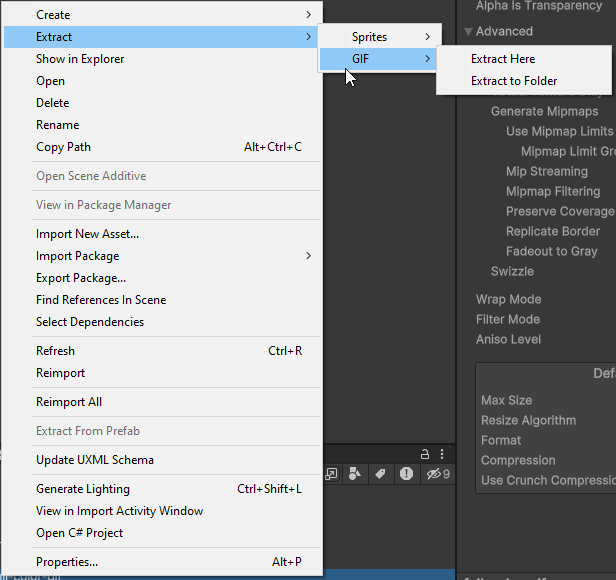 Create
Extract
Show in Explorer
Open
Delete
Rename
Copy Path Alt+Ctrl+C
Open Scene Additive
View in Package Manager
Import New Asset...
Import Package
Export Package...
Find References In Scene
Select Dependencies
Refresh Ctrl+R
Reimport
Reimport All
Extract From Prefab
Update UXML Schema
Generate Lighting Ctrl+Shift+L
View in Import Activity Window
Open C# Project
Properties... Alt+P
Sprites
GIF
Extract Here
Extract to Folder
Alpha Is Transparency
Advanced
Generate Mipmaps
Use Mipmap Limits
Mipmap Limit Gro
Mip Streaming
Mipmap Filtering
Preserve Coverage
Replicate Border
Fadeout to Gray
Swizzle
Wrap Mode
Filter Mode
Aniso Level
Defa
Max Size
Resize Algorithm
Format
Compression
Use Crunch Compressio
9